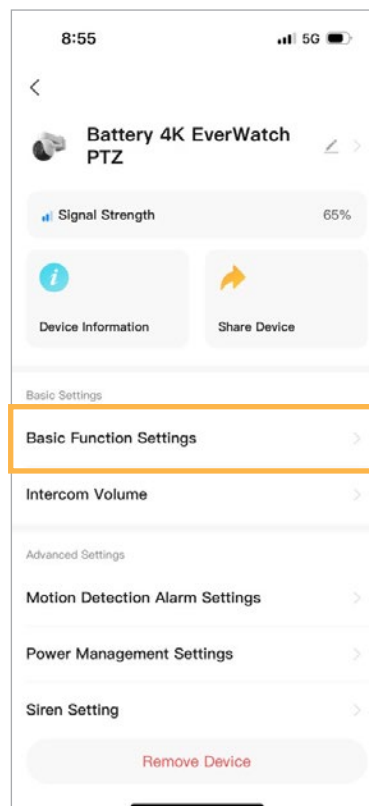 8:55
5G
Battery 4K EverWatch
PTZ
Signal Strength 65%
Device Information
Share Device
Basic Settings
Basic Function Settings
Intercom Volume
Advanced Settings
Motion Detection Alarm Settings
Power Management Settings
Siren Setting
Remove Device